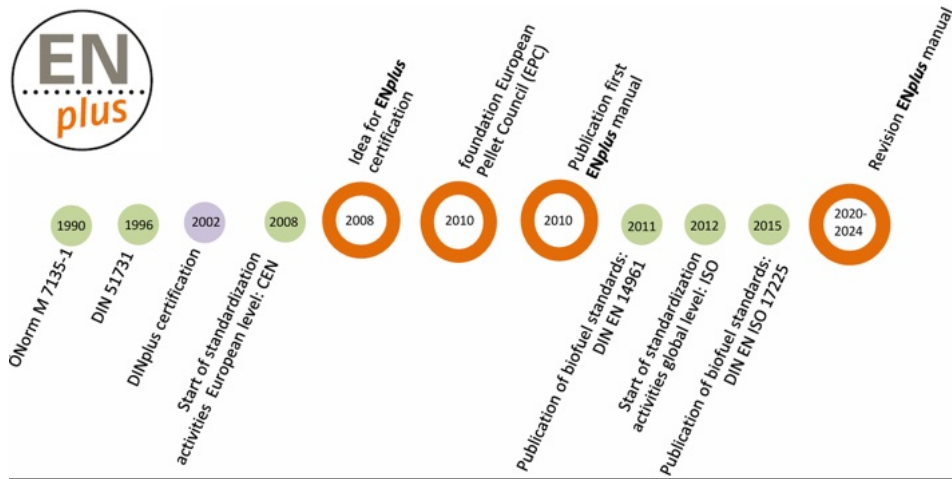 EN
plus
1990
ONorm M 7135-1
1996
DIN 51731
2002
DINplus certification
2008
Start of standardization
activities European level: CEN
2008
Idea for ENplus
certification
2010
foundation European
Pellet Council (EPC)
2010
Publication first
ENplus manual
2011
Publication of biofuel standards:
DIN EN 14961
2012
Start of standardization
activities global level: ISO
2015
Publication of biofuel standards:
DIN EN ISO 17225
2020-
2024
Revision ENplus manual